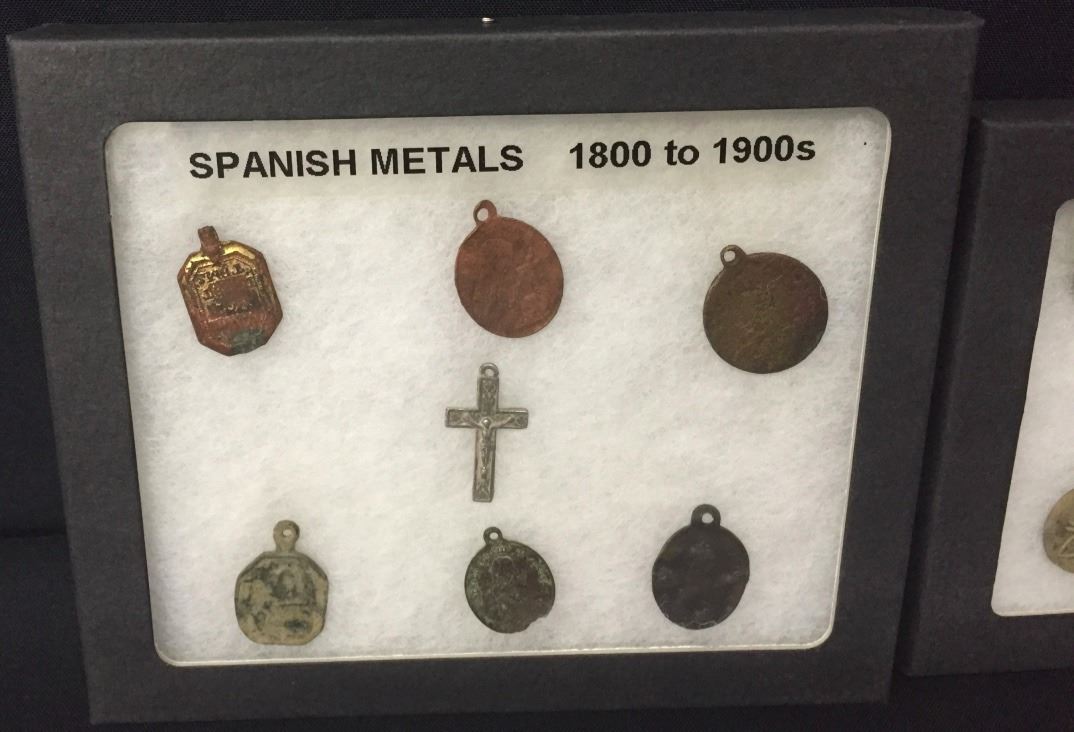 SPANISH METALS 1800 to 1900s